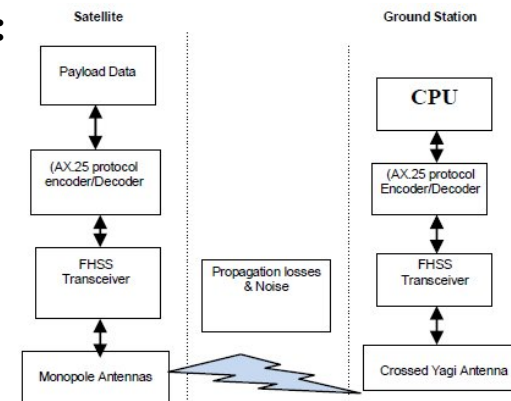 :
Satellite
Ground Station
Payload Data
CPU
(AX.25 protocol
encoder/Decoder
(AX.25 protocol
Encoder/Decoder
FHSS
Transceiver
Propagation losses
& Noise
FHSS
Transceiver
Monopole Antennas
Crossed Yagi Antenna